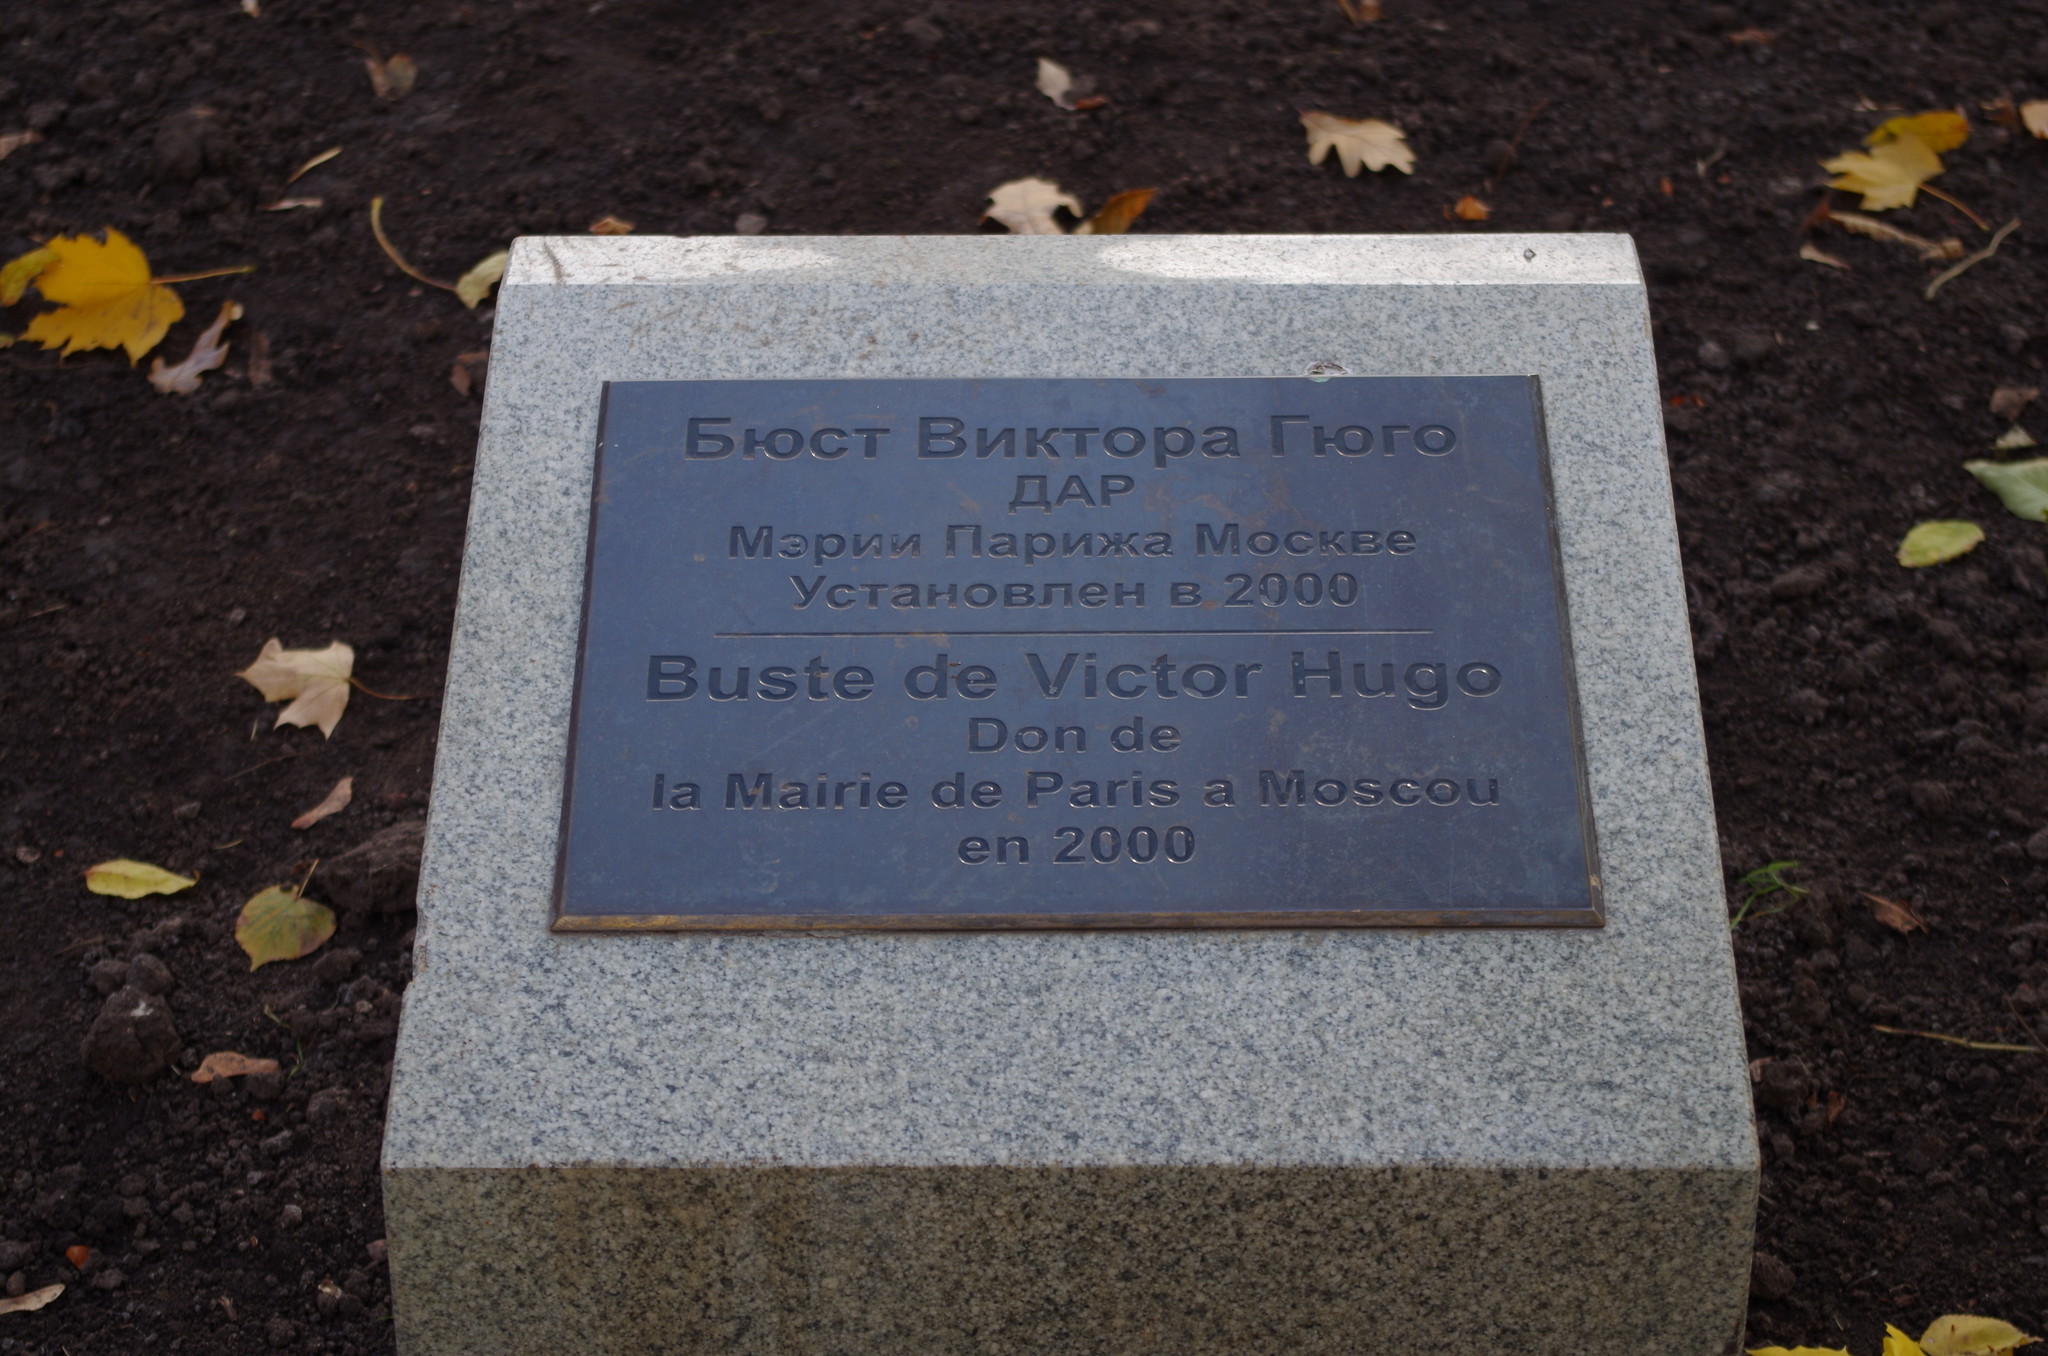 Бюст Виктора Гюго
ДАР
Мэрии Парижа Москве
Установлен в 2000
Buste de Victor Hugo
Don de
la Mairie de Paris a Moscou
en 2000